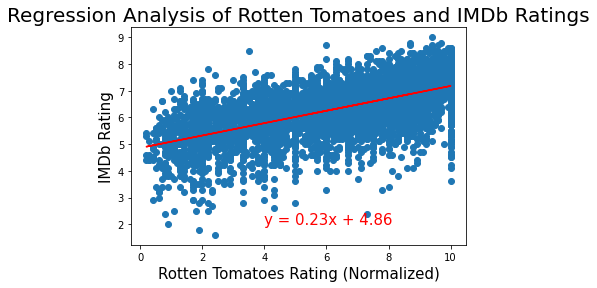 Regression Analysis of Rotten Tomatoes and IMDb Ratings
9
8
7
6
5
4
3
2
IMDb Rating
y = 0.23x + 4.86
0 2 4 6 8 10
Rotten Tomatoes Rating (Normalized)